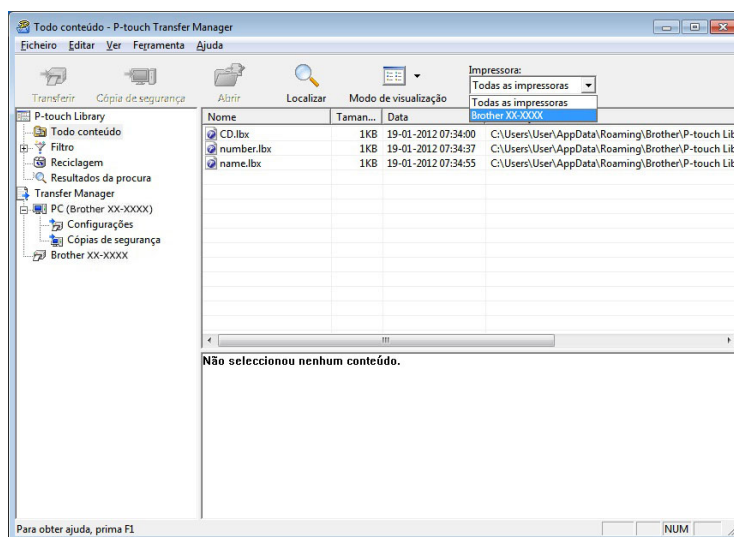 Todo conteúdo - P-touch Transfer Manager
Ficheiro Editar Ver Ferramenta Ajuda
Impressora:
Todas as impressoras
Transferir Cópia de segurança Abrir Localizar Modo de visualização
Todas as impressoras
Brother XX-XXXX
P-touch Library
Todo conteúdo
Filtro
Reciclagem
Resultados da procura
Transfer Manager
PC (Brother XX-XXXX)
Configurações
Cópias de segurança
Brother XX-XXXX
Nome Taman... Data
CD.lbx 1KB 19-01-2012 07:34:00 C:\Users\User\AppData\Roaming\Brother\P-touch Lib
number.lbx 1KB 19-01-2012 07:34:37 C:\Users\User\AppData\Roaming\Brother\P-touch Lib
name.lbx 1KB 19-01-2012 07:34:55 C:\Users\User\AppData\Roaming\Brother\P-touch Lib
Não seleccionou nenhum conteúdo.
Para obter ajuda, prima F1 NUM